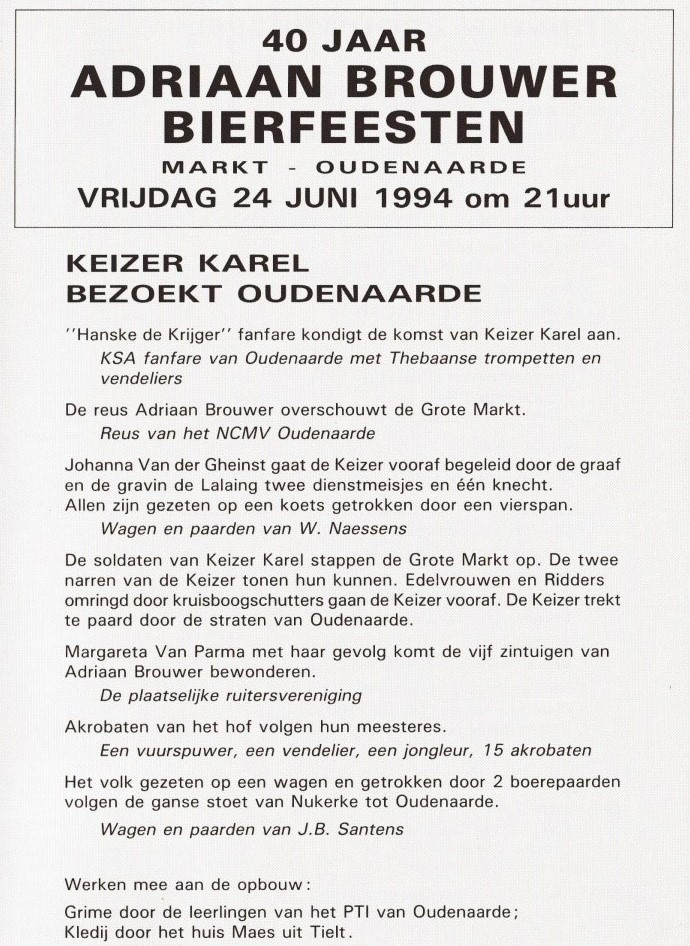 40 JAAR
ADRIAAN BROUWER
BIERFEESTEN
MARKT - OUDENAARDE
VRIJDAG 24 JUNI 1994 om 21uur
KEIZER KAREL
BEZOEKT OUDENAARDE
''Hanske de Krijger'' fanfare kondigt de komst van Keizer Karel aan.
KSA fanfare van Oudenaarde met Thebaanse trompetten en
vendeliers
De reus Adriaan Brouwer overschouwt de Grote Markt.
Reus van het NCMV Oudenaarde
Johanna Van der Gheinst gaat de Keizer vooraf begeleid door de graaf
en de gravin de Lalaing twee dienstmeisjes en één knecht.
Allen zijn gezeten op een koets getrokken door een vierspan.
Wagen en paarden van W. Naessens
De soldaten van Keizer Karel stappen de Grote Markt op. De twee
narren van de Keizer tonen hun kunnen. Edelvrouwen en Ridders
omringd door kruisboogschutters gaan de Keizer vooraf. De Keizer trekt
te paard door de straten van Oudenaarde.
Margareta Van Parma met haar gevolg komt de vijf zintuigen van
Adriaan Brouwer bewonderen.
De plaatselijke ruitersvereniging
Akrobaten van het hof volgen hun meesteres.
Een vuurspuwer, een vendelier, een jongleur, 15 akrobaten
Het volk gezeten op een wagen en getrokken door 2 boerepaarden
volgen de ganse stoet van Nukerke tot Oudenaarde.
Wagen en paarden van J.B. Santens
Werken mee aan de opbouw:
Grime door de leerlingen van het PTI van Oudenaarde;
Kledij door het huis Maes uit Tielt.